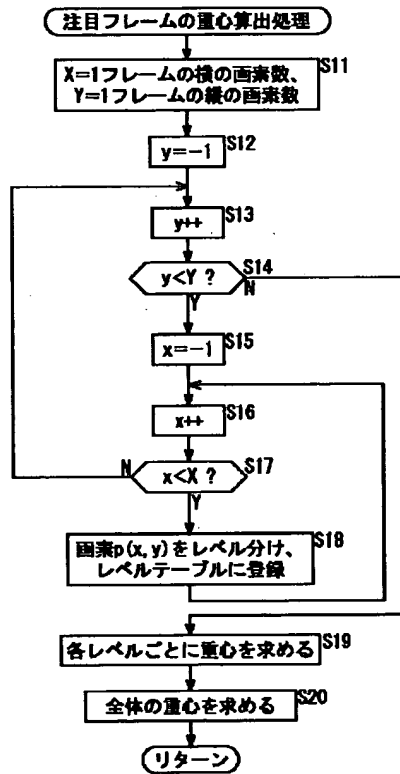 注目フレームの重心算出処理
S11
X=1フレームの横の画素数、
Y=1フレームの縦の画素数
S12
y=-1
S13
y++
S14
y<Y ?
N
Y
S15
x=-1
S16
x++
S17
N
x<X ?
Y
S18
画素p(x,y)をレベル分け、
レベルテーブルに登録
S19
各レベルごとに重心を求める
S20
全体の重心を求める
リターン